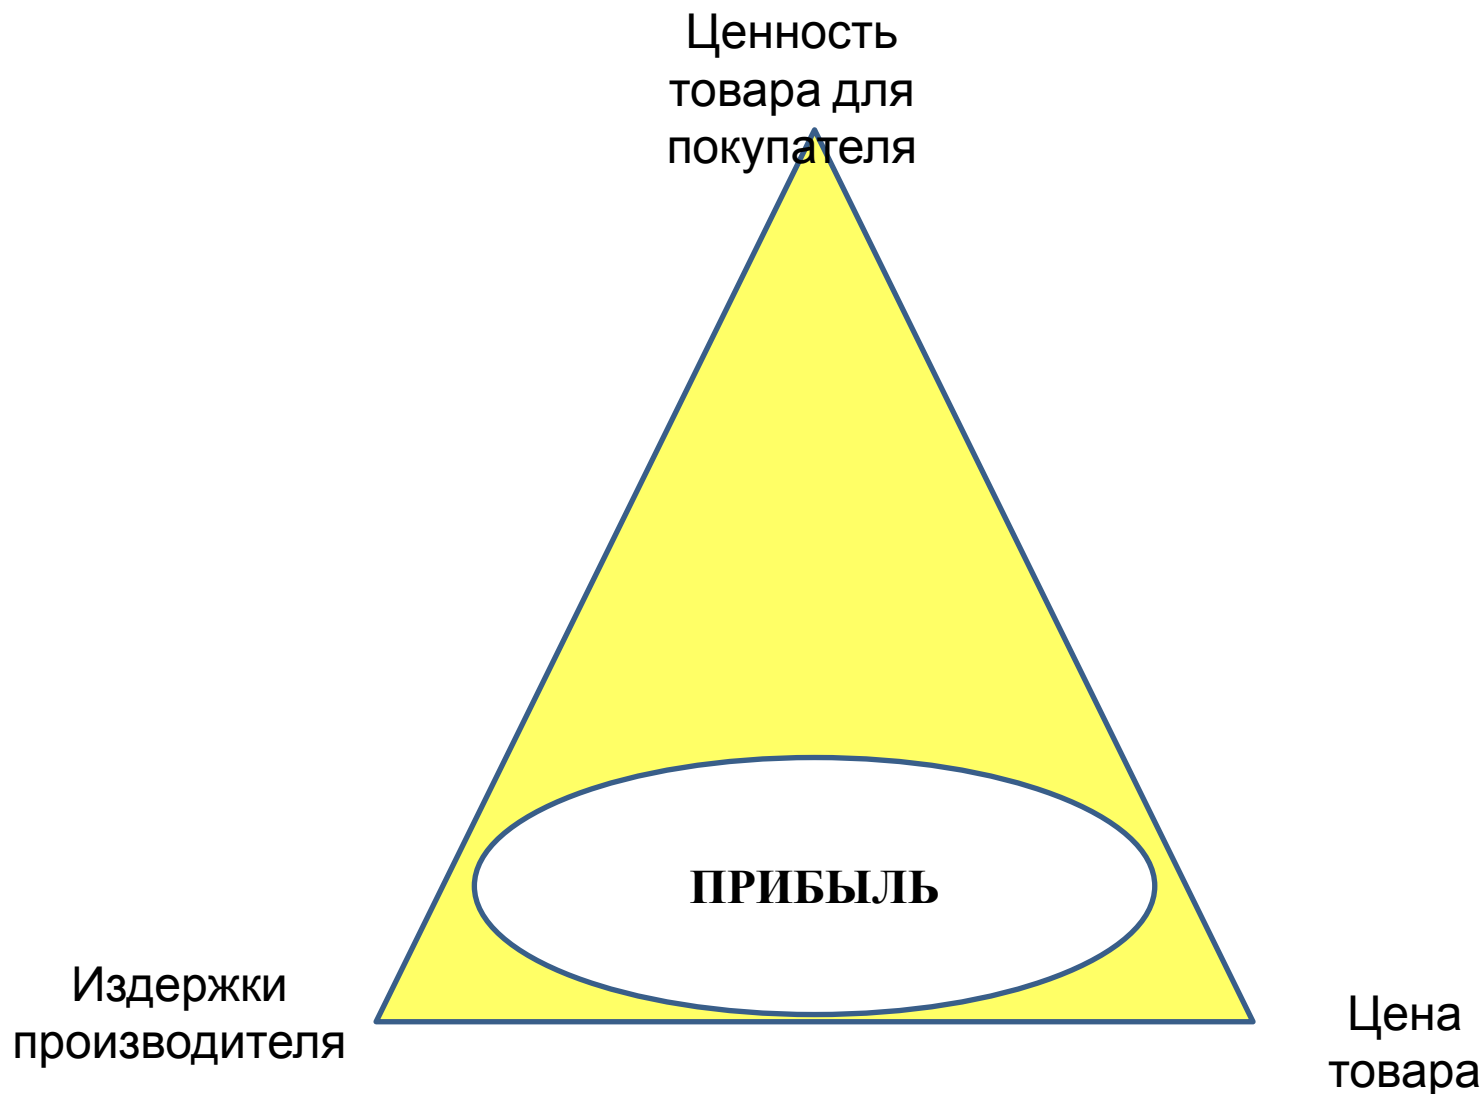 Ценность
товара для
покупателя
ПРИБЫЛЬ
Издержки
производителя
Цена
товара